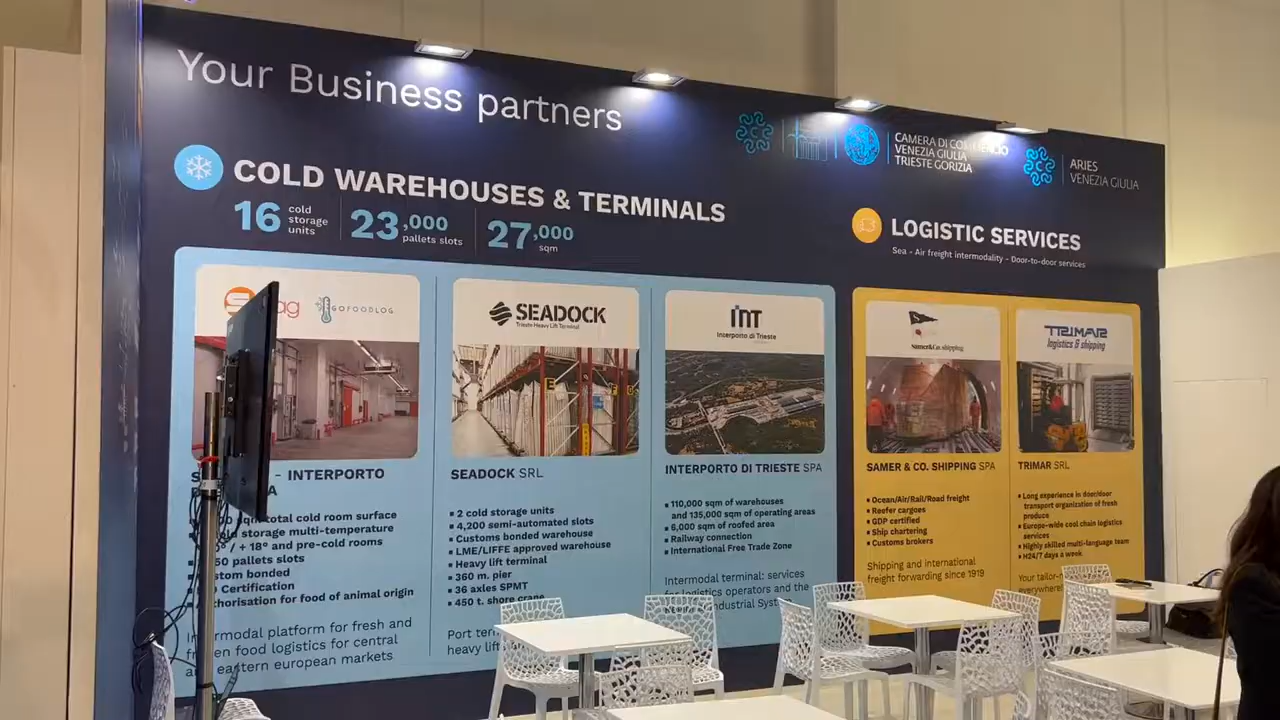 Your Business partners
CAMERA DI COMMERCIO
VENEZIA GIULIA
TRIESTE GORIZIA
ARIES
VENEZIA GIULIA
COLD WAREHOUSES & TERMINALS
16 cold
storage
units
23,000
pallets slots
27,000
sqm
LOGISTIC SERVICES
Sea - Air freight intermodality - Door-to-door services
GOFOODLOG
- INTERPORTO
sqm total cold room surface
storage multi-temperature
/ + 18° and pre-cold rooms
pallets slots
bonded
Certification
for food of animal origin
platform for fresh and
food logistics for central
eastern european markets
SEADOCK
Trieste Heavy Lift Terminal
SEADOCK SRL
▪ 2 cold storage units
▪ 4,200 semi-automated slots
▪ Customs bonded warehouse
▪ LME/LIFFE approved warehouse
▪ Heavy lift terminal
▪ 360 m. pier
▪ 36 axles SPMT
▪ 450 t. shore crane
Port
heavy lift
INT
Interporto di Trieste
INTERPORTO DI TRIESTE SPA
▪ 110,000 sqm of warehouses
and 135,000 sqm of operating areas
▪ 6,000 sqm of roofed area
▪ Railway connection
▪ International Free Trade Zone
Intermodal terminal: services
for logistics operators and the
Industrial
S
Samer&Co. shipping
SAMER & CO. SHIPPING SPA
▪ Ocean/Air/Rail/Road freight
▪ Reefer cargoes
▪ GDP certified
▪ Ship chartering
▪ Customs brokers
Shipping and international
freight forwarding since 1919
TRIMAR
logistics & shipping
TRIMAR SRL
▪ Long experience in door/door
transport organization of fresh
produce
▪ Europe-wide cool chain logistics
services
▪ Highly skilled multi-language team
▪ H24/7 days a week
Your